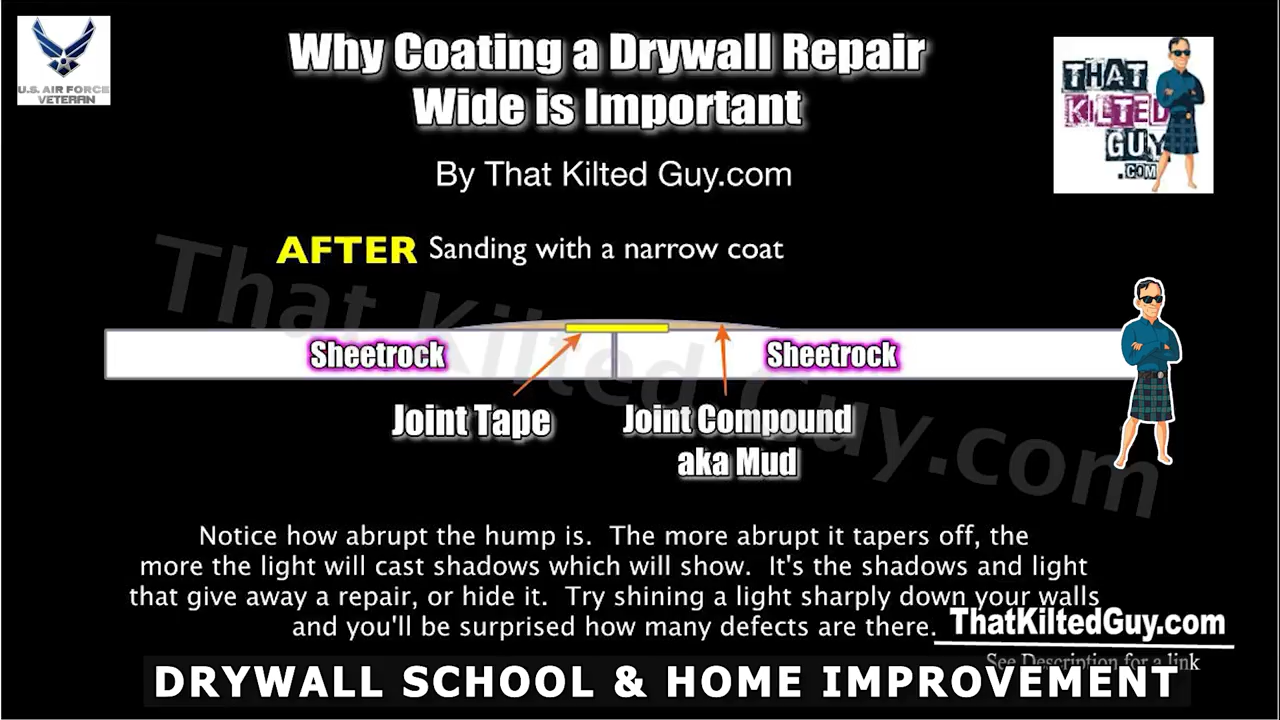 U.S. AIR FORCE
VETERAN
Why Coating a Drywall Repair
Wide is Important
By That Kilted Guy.com
THAT
KILTED
GUY
.COM
AFTER Sanding with a narrow coat
That Kilted Guy.com
Sheetrock
Sheetrock
Joint Tape
Joint Compound
aka Mud
Notice how abrupt the hump is. The more abrupt it tapers off, the
more the light will cast shadows which will show. It's the shadows and light
that give away a repair, or hide it. Try shining a light sharply down your walls
and you'll be surprised how many defects are there.
ThatKiltedGuy.com
See Description for a link
DRYWALL SCHOOL & HOME IMPROVEMENT